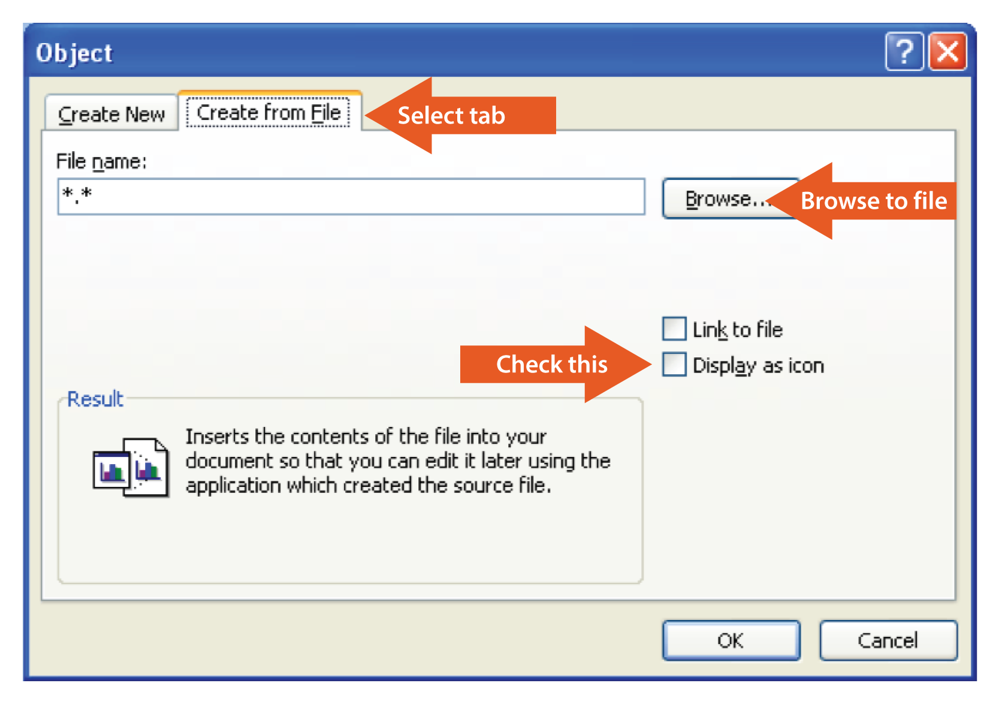 Object
?
Create New
Create from File
Select tab
File name:
*.*
Browse...
Browse to file
Link to file
Check this
Display as icon
Result
Inserts the contents of the file into your
document so that you can edit it later using the
application which created the source file.
OK
Cancel